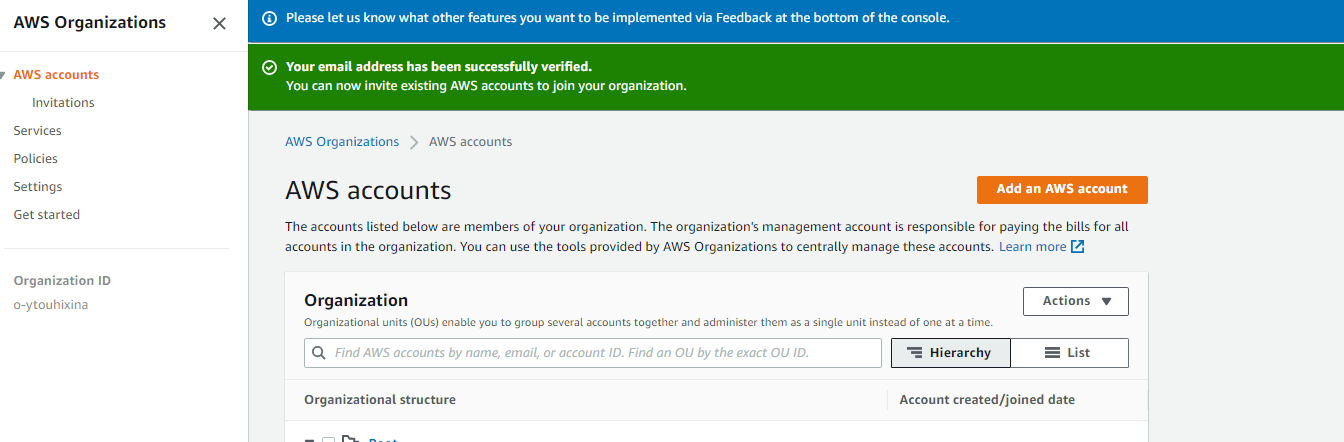 AWS Organizations
Please let us know what other features you want to be implemented via Feedback at the bottom of the console.
Your email address has been successfully verified.
You can now invite existing AWS accounts to join your organization.
AWS accounts
Invitations
Services
Policies
Settings
Get started
Organization ID
o-ytouhixina
AWS Organizations > AWS accounts
AWS accounts
Add an AWS account
The accounts listed below are members of your organization. The organization's management account is responsible for paying the bills for all
accounts in the organization. You can use the tools provided by AWS Organizations to centrally manage these accounts. Learn more
Organization
Actions
Organizational units (OUs) enable you to group several accounts together and administer them as a single unit instead of one at a time.
Find AWS accounts by name, email, or account ID. Find an OU by the exact OU ID.
Hierarchy
List
Organizational structure
Account created/joined date